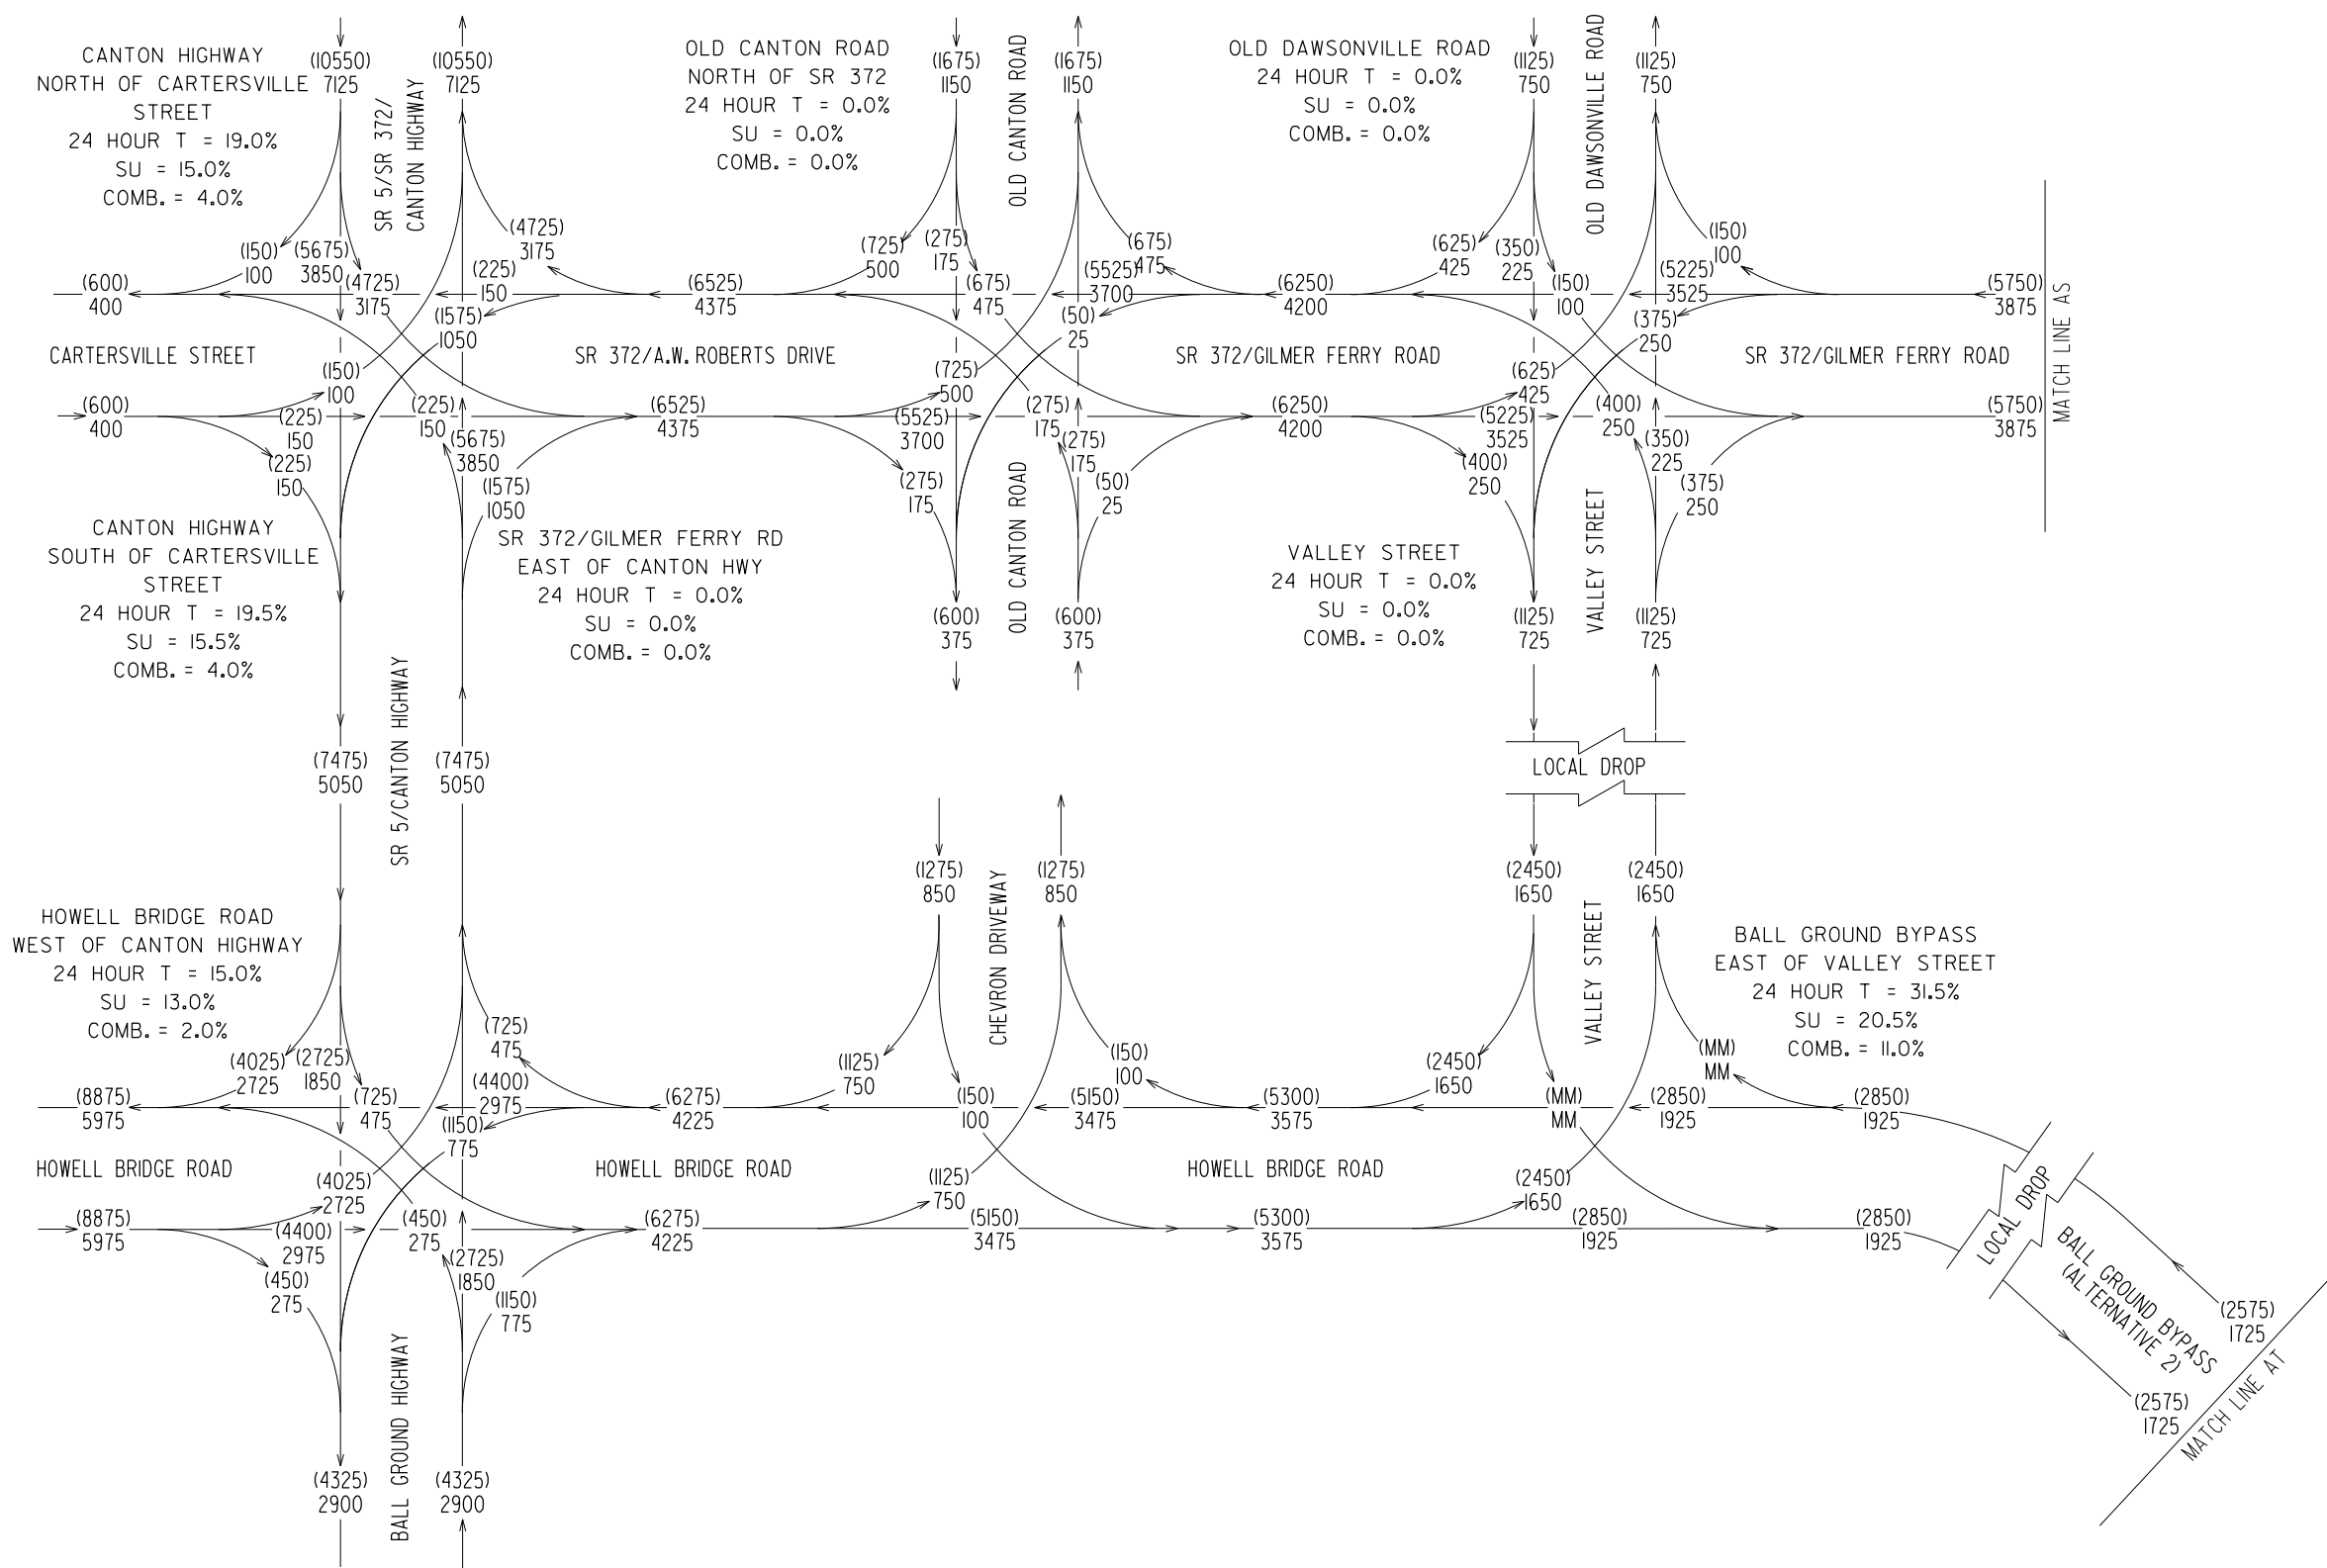 CANTON HIGHWAY
NORTH OF CARTERSVILLE
STREET
24 HOUR T = 19.0%
SU = 15.0%
COMB. = 4.0%
(10550)
7125
SR 5/SR 372/
CANTON HIGHWAY
(10550)
7125
OLD CANTON ROAD
NORTH OF SR 372
24 HOUR T = 0.0%
SU = 0.0%
COMB. = 0.0%
(1675)
1150
OLD CANTON ROAD
(1675)
1150
OLD DAWSONVILLE ROAD
24 HOUR T = 0.0%
SU = 0.0%
COMB. = 0.0%
(1125)
750
OLD DAWSONVILLE ROAD
(1125)
750
(150)
100
(5675)
3850
(4725)
3175
(225)
150
(4725)
3175
(1575)
1050
(600)
400
(6525)
4375
(725)
500
(275)
175
(675)
475
(5525)
3700
(675)
475
(50)
25
(6250)
4200
(625)
425
(350)
225
(150)
100
(5225)
3525
(150)
100
(375)
250
(5750)
3875
MATCH LINE AS
CARTERSVILLE STREET
SR 372/A.W. ROBERTS DRIVE
SR 372/GILMER FERRY ROAD
SR 372/GILMER FERRY ROAD
(600)
400
(150)
100
(225)
150
(225)
150
(225)
150
(5675)
3850
(1575)
1050
(6525)
4375
(725)
500
(5525)
3700
(275)
175
(275)
175
(275)
175
(50)
25
(6250)
4200
(625)
425
(5225)
3525
(400)
250
(400)
250
(350)
225
(375)
250
(5750)
3875
CANTON HIGHWAY
SOUTH OF CARTERSVILLE
STREET
24 HOUR T = 19.5%
SU = 15.5%
COMB. = 4.0%
SR 372/GILMER FERRY RD
EAST OF CANTON HWY
24 HOUR T = 0.0%
SU = 0.0%
COMB. = 0.0%
(600)
375
OLD CANTON ROAD
(600)
375
VALLEY STREET
24 HOUR T = 0.0%
SU = 0.0%
COMB. = 0.0%
(1125)
725
VALLEY STREET
(1125)
725
(7475)
5050
SR 5/CANTON HIGHWAY
(7475)
5050
LOCAL DROP
(1275)
850
CHEVRON DRIVEWAY
(1275)
850
(2450)
1650
VALLEY STREET
(2450)
1650
HOWELL BRIDGE ROAD
WEST OF CANTON HIGHWAY
24 HOUR T = 15.0%
SU = 13.0%
COMB. = 2.0%
BALL GROUND BYPASS
EAST OF VALLEY STREET
24 HOUR T = 31.5%
SU = 20.5%
COMB. = 11.0%
(4025)
2725
(2725)
1850
(725)
475
(4400)
2975
(725)
475
(1150)
775
(8875)
5975
(6275)
4225
(1125)
750
(150)
100
(5150)
3475
(150)
100
(5300)
3575
(2450)
1650
(MM)
MM
(2850)
1925
(MM)
MM
(2850)
1925
HOWELL BRIDGE ROAD
HOWELL BRIDGE ROAD
HOWELL BRIDGE ROAD
(8875)
5975
(4025)
2725
(4400)
2975
(450)
275
(450)
275
(2725)
1850
(1150)
775
(6275)
4225
(1125)
750
(5150)
3475
(5300)
3575
(2450)
1650
(2850)
1925
(2850)
1925
LOCAL DROP
BALL GROUND BYPASS
(ALTERNATIVE 2)
(2575)
1725
(2575)
1725
MATCH LINE AT
(4325)
2900
BALL GROUND HIGHWAY
(4325)
2900